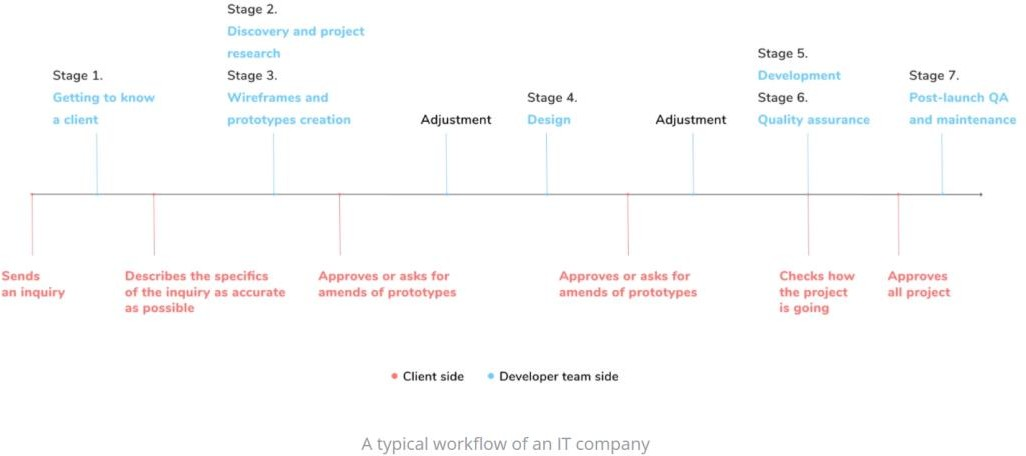 Stage 1.
Getting to know
a client
Stage 2.
Discovery and project
research
Stage 3.
Wireframes and
prototypes creation
Adjustment
Stage 4.
Design
Adjustment
Stage 5.
Development
Stage 6.
Quality assurance
Stage 7.
Post-launch QA
and maintenance
Sends
an inquiry
Describes the specifics
of the inquiry as accurate
as possible
Approves or asks for
amends of prototypes
Approves or asks for
amends of prototypes
Checks how
the project
is going
Approves
all project
Client side
Developer team side
A typical workflow of an IT company